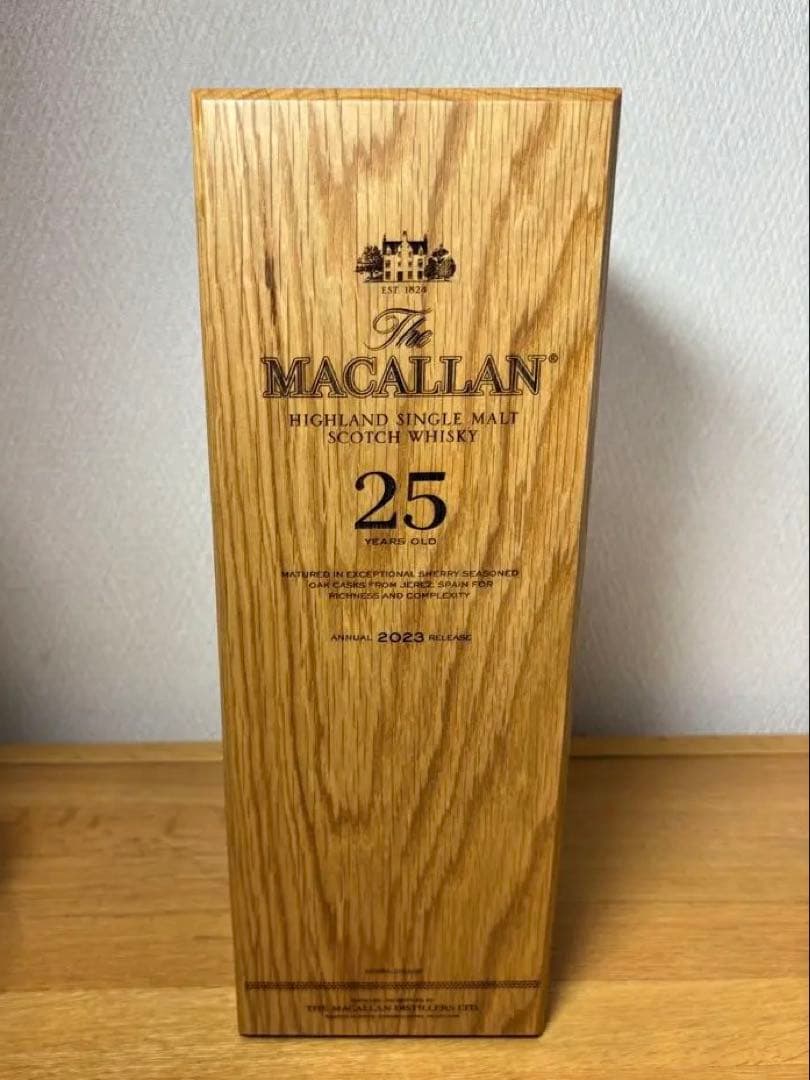 EST. 1824
The
MACALLAN®
HIGHLAND SINGLE MALT
SCOTCH WHISKY
25
YEARS OLD
MATURED IN EXCEPTIONAL SHERRY SEASONED
OAK CASKS FROM JEREZ, SPAIN FOR
RICHNESS AND COMPLEXITY
ANNUAL 2023 RELEASE
THE MACALLAN DISTILLERS LTD.